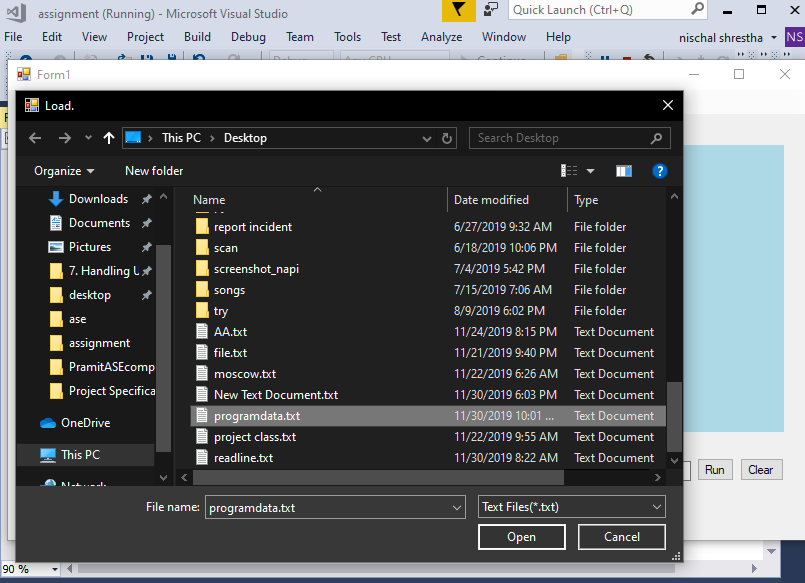 assignment (Running) - Microsoft Visual Studio
Quick Launch (Ctrl+Q)
File Edit View Project Build Debug Team Tools Test Analyze Window Help
nischal shrestha NS
Form1
Load.
This PC > Desktop
Search Desktop
Organize New folder
Name Date modified Type
Downloads
Documents
Pictures
7. Handling U
desktop
ase
assignment
PramitASEcomp
Project Specifica
OneDrive
This PC
Network
report incident 6/27/2019 9:32 AM File folder
scan 6/18/2019 10:06 PM File folder
screenshot_napi 7/4/2019 5:42 PM File folder
songs 7/15/2019 7:06 AM File folder
try 8/9/2019 6:02 PM File folder
AA.txt 11/24/2019 8:15 PM Text Document
file.txt 11/21/2019 9:40 PM Text Document
moscow.txt 11/22/2019 6:26 AM Text Document
New Text Document.txt 11/30/2019 6:03 PM Text Document
programdata.txt 11/30/2019 10:01 ... Text Document
project class.txt 11/22/2019 9:55 AM Text Document
readline.txt 11/30/2019 8:22 AM Text Document
Run Clear
File name: programdata.txt Text Files(*.txt)
Open Cancel
90 %